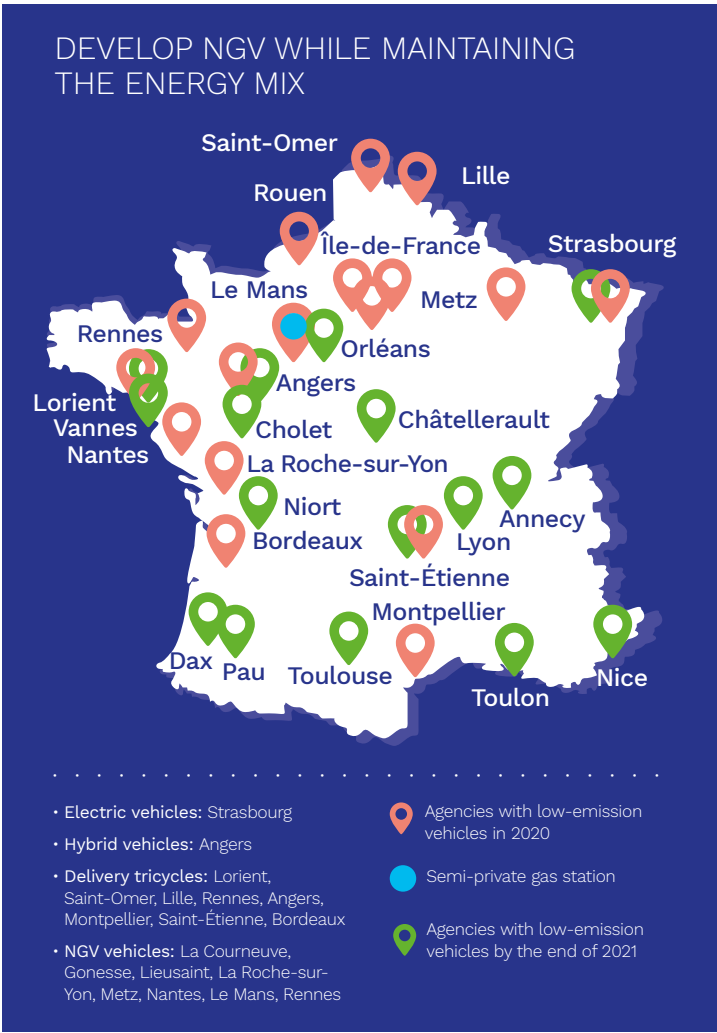 DEVELOP NGV WHILE MAINTAINING
THE ENERGY MIX
Saint-Omer
Lille
Rouen
Île-de-France
Strasbourg
Le Mans
Metz
Rennes
Orléans
Angers
Lorient
Vannes
Nantes
Cholet
Châtellerault
La Roche-sur-Yon
Niort
Annecy
Bordeaux
Lyon
Saint-Étienne
Montpellier
Dax
Pau
Toulouse
Toulon
Nice
• Electric vehicles: Strasbourg
• Hybrid vehicles: Angers
• Delivery tricycles: Lorient,
Saint-Omer, Lille, Rennes, Angers,
Montpellier, Saint-Étienne, Bordeaux
• NGV vehicles: La Courneuve,
Gonesse, Lieusaint, La Roche-sur-
Yon, Metz, Nantes, Le Mans, Rennes
Agencies with low-emission
vehicles in 2020
Semi-private gas station
Agencies with low-emission
vehicles by the end of 2021